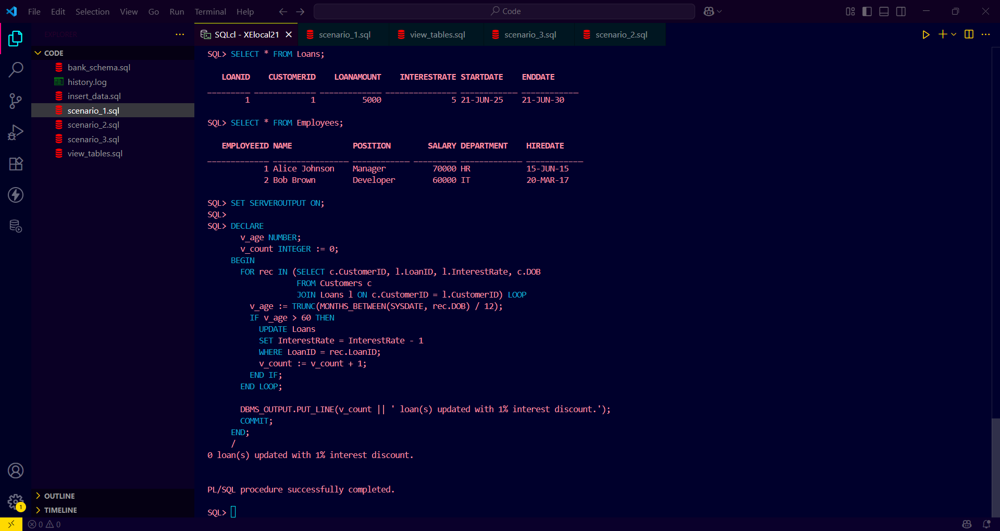 File Edit Selection View Go Run Terminal Help
Code
EXPLORER
SQLcl - XElocal21
scenario_1.sql
view_tables.sql
scenario_3.sql
scenario_2.sql
CODE
bank_schema.sql
history.log
insert_data.sql
scenario_1.sql
scenario_2.sql
scenario_3.sql
view_tables.sql
SQL> SELECT * FROM Loans;
LOANID CUSTOMERID LOANAMOUNT INTERESTRATE STARTDATE ENDDATE
_________ _____________ _____________ _______________ ____________ ____________
1 1 5000 5 21-JUN-25 21-JUN-30
SQL> SELECT * FROM Employees;
EMPLOYEEID NAME POSITION SALARY DEPARTMENT HIREDATE
_____________ ________________ ____________ _________ _____________ ____________
1 Alice Johnson Manager 70000 HR 15-JUN-15
2 Bob Brown Developer 60000 IT 20-MAR-17
SQL> SET SERVEROUTPUT ON;
SQL>
SQL> DECLARE
v_age NUMBER;
v_count INTEGER := 0;
BEGIN
FOR rec IN (SELECT c.CustomerID, l.LoanID, l.InterestRate, c.DOB
FROM Customers c
JOIN Loans l ON c.CustomerID = l.CustomerID) LOOP
v_age := TRUNC(MONTHS_BETWEEN(SYSDATE, rec.DOB) / 12);
IF v_age > 60 THEN
UPDATE Loans
SET InterestRate = InterestRate - 1
WHERE LoanID = rec.LoanID;
v_count := v_count + 1;
END IF;
END LOOP;
DBMS_OUTPUT.PUT_LINE(v_count || ' loan(s) updated with 1% interest discount.');
COMMIT;
END;
/
0 loan(s) updated with 1% interest discount.
PL/SQL procedure successfully completed.
SQL>
OUTLINE
TIMELINE
1
0 0